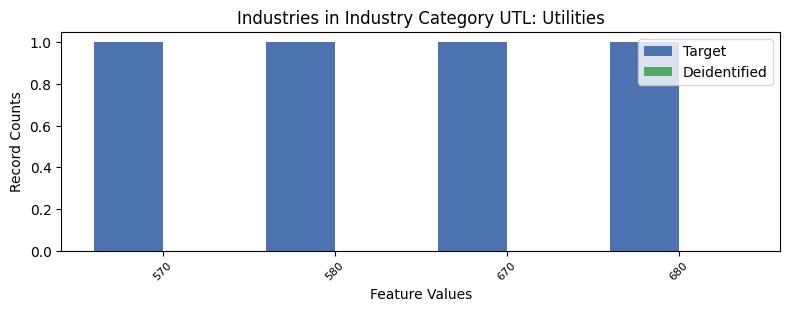 Industries in Industry Category UTL: Utilities
Target
Deidentified
Record Counts
1.0
0.8
0.6
0.4
0.2
0.0
570 580 670 680
Feature Values